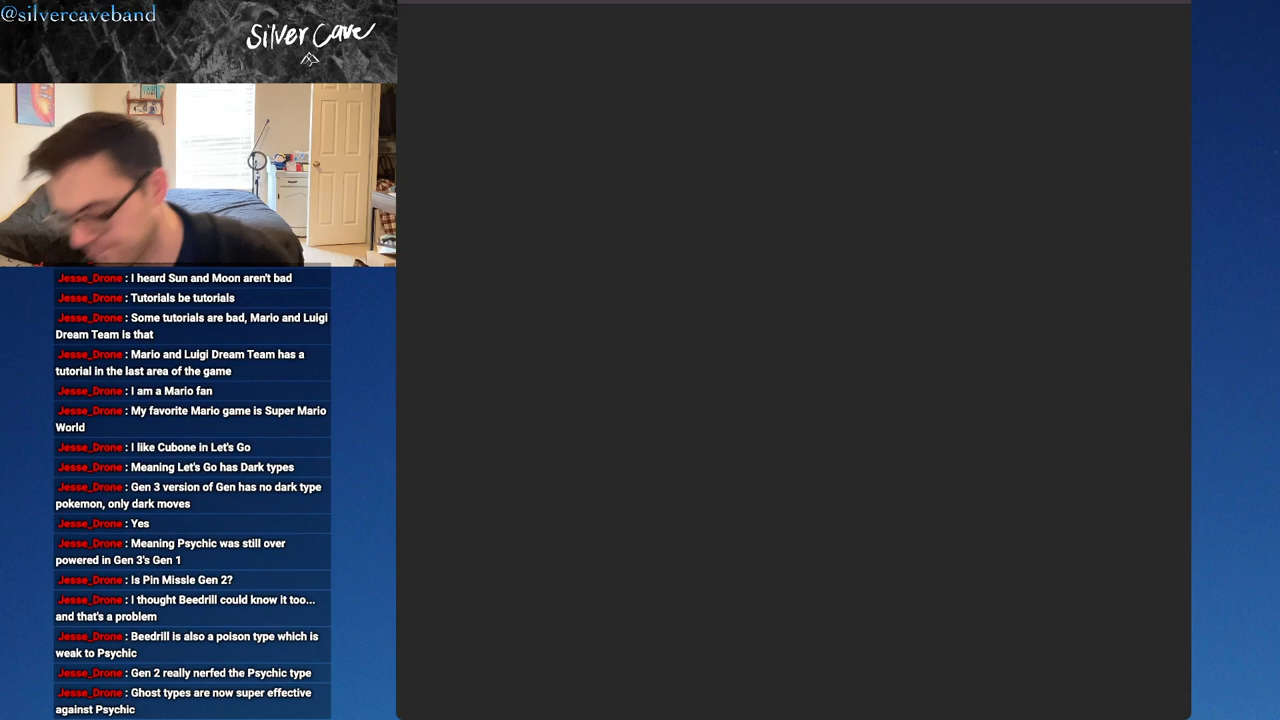 @silvercaveband
Silver Cave
Jesse_Drone : I heard Sun and Moon aren't bad
Jesse_Drone : Tutorials be tutorials
Jesse_Drone : Some tutorials are bad, Mario and Luigi
Dream Team is that
Jesse_Drone : Mario and Luigi Dream Team has a
tutorial in the last area of the game
Jesse_Drone : I am a Mario fan
Jesse_Drone : My favorite Mario game is Super Mario
World
Jesse_Drone : I like Cubone in Let's Go
Jesse_Drone : Meaning Let's Go has Dark types
Jesse_Drone : Gen 3 version of Gen has no dark type
pokemon, only dark moves
Jesse_Drone : Yes
Jesse_Drone : Meaning Psychic was still over
powered in Gen 3's Gen 1
Jesse_Drone : Is Pin Missle Gen 2?
Jesse_Drone : I thought Beedrill could know it too...
and that's a problem
Jesse_Drone : Beedrill is also a poison type which is
weak to Psychic
Jesse_Drone : Gen 2 really nerfed the Psychic type
Jesse_Drone : Ghost types are now super effective
against Psychic